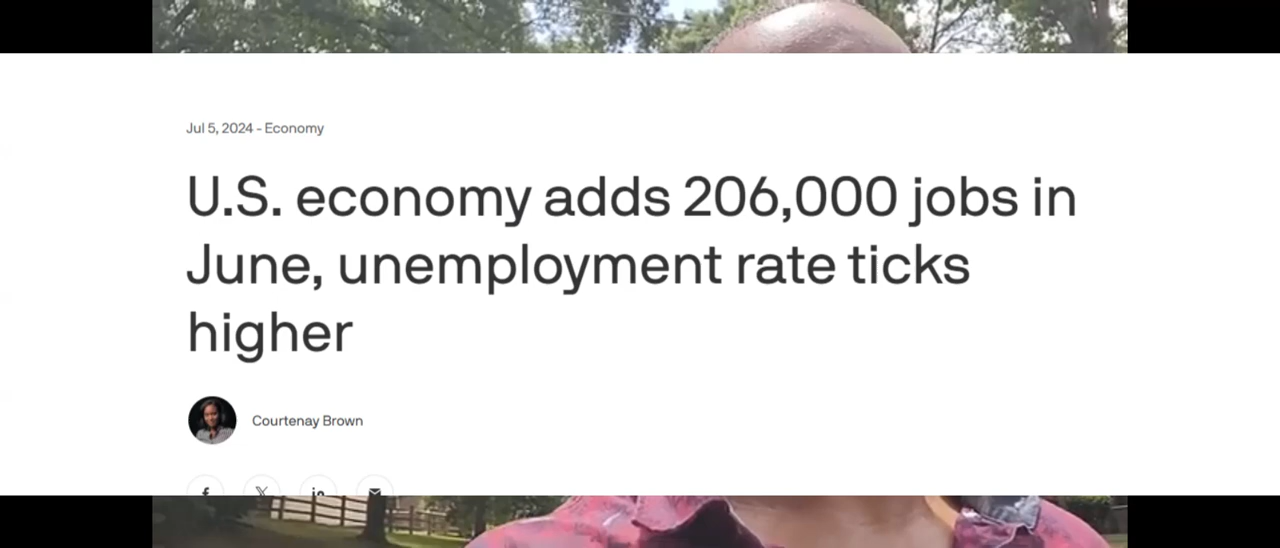 Jul 5, 2024 - Economy
U.S. economy adds 206,000 jobs in
June, unemployment rate ticks
higher
Courtenay Brown